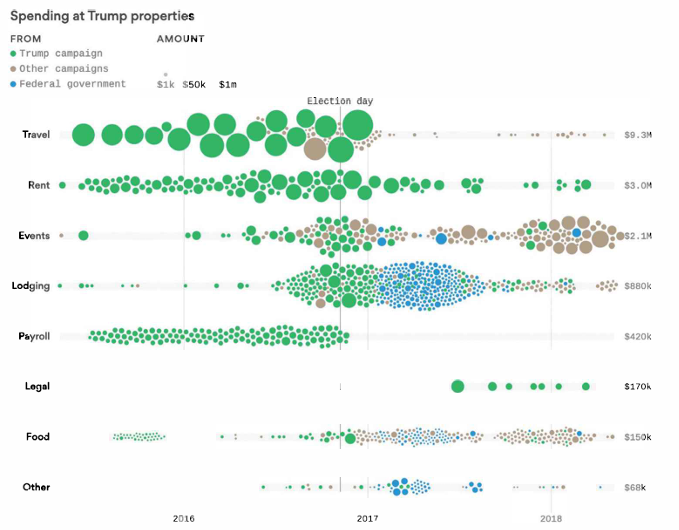 Spending at Trump properties
FROM AMOUNT
Trump campaign
Other campaigns
Federal government $1k $50k $1m
Election day
Travel $9.3M
Rent $3.0M
Events $2.1M
Lodging $880k
Payroll $420k
Legal $170k
Food $150k
Other $68k
2016 2017 2018